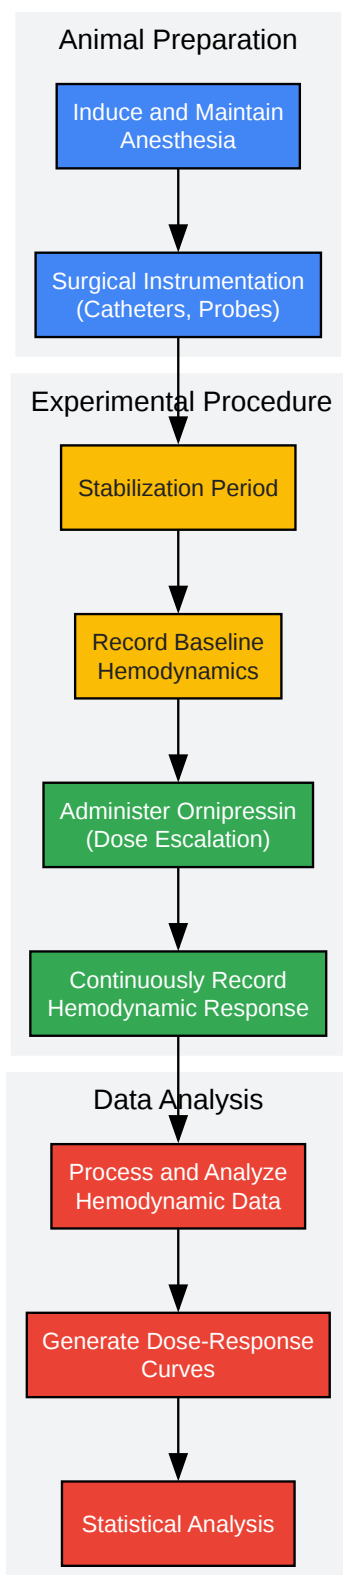 Animal Preparation
Induce and Maintain
Anesthesia
Surgical Instrumentation
(Catheters, Probes)
Experimental Procedure
Stabilization Period
Record Baseline
Hemodynamics
Administer Ornipressin
(Dose Escalation)
Continuously Record
Hemodynamic Response
Data Analysis
Process and Analyze
Hemodynamic Data
Generate Dose-Response
Curves
Statistical Analysis